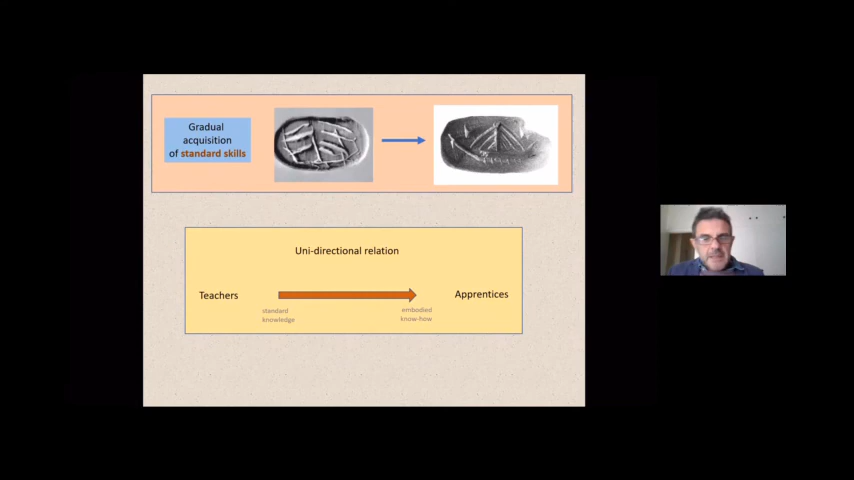 Gradual
acquisition
of standard skills
Uni-directional relation
Teachers
Apprentices
standard
knowledge
embodied
know-how